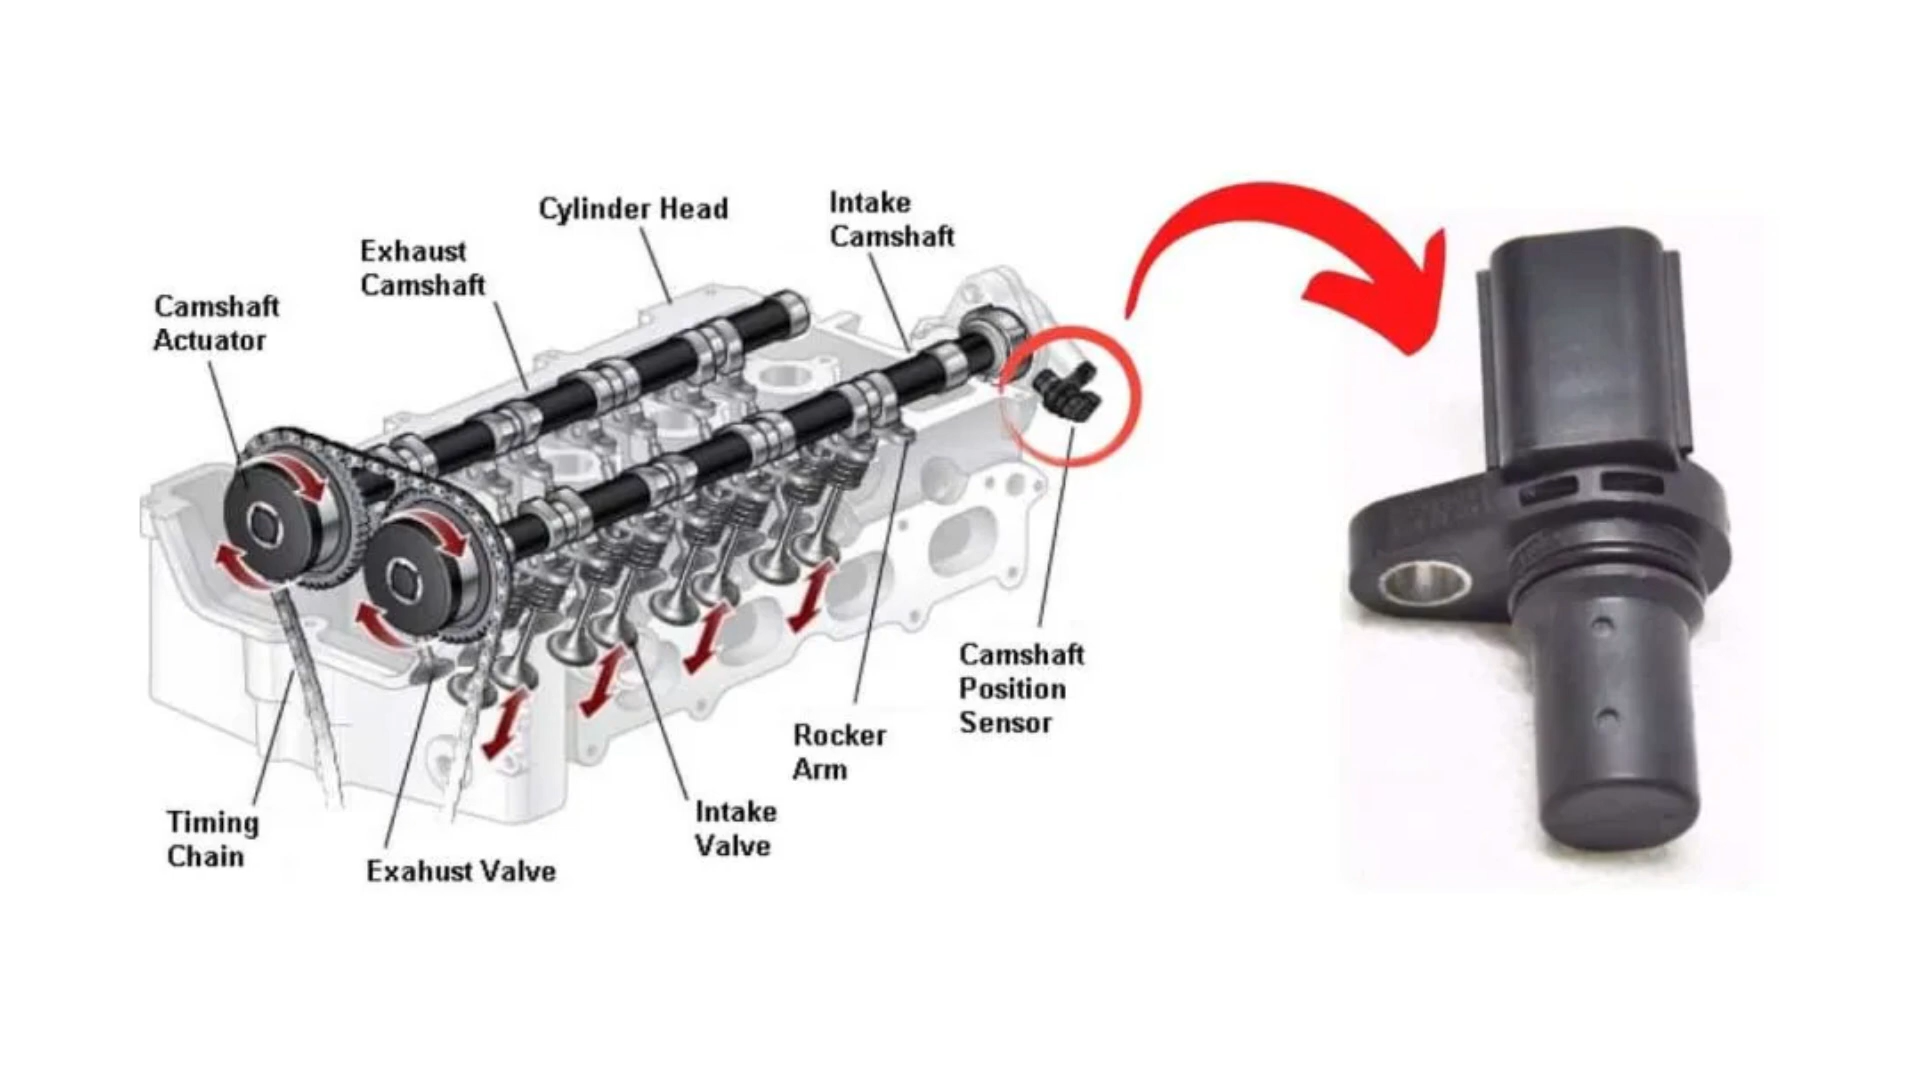 Cylinder Head
Intake
Camshaft
Exhaust
Camshaft
Camshaft
Actuator
Camshaft
Position
Sensor
Rocker
Arm
Intake
Valve
Timing
Chain
Exahust Valve